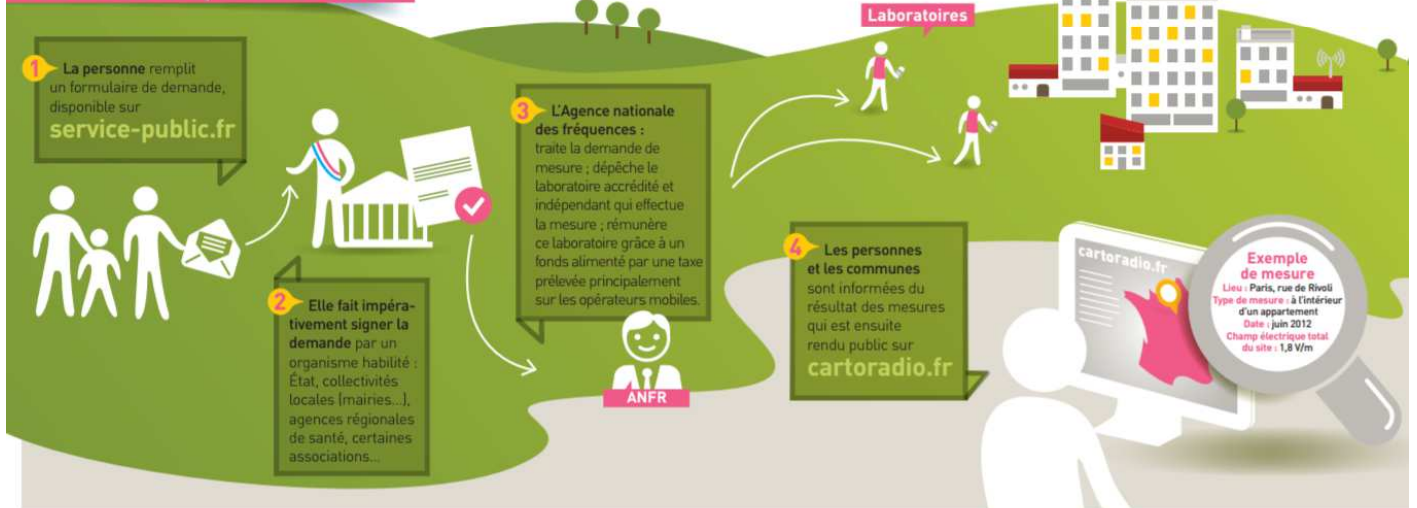 1 La personne remplit
un formulaire de demande,
disponible sur
service-public.fr
2 Elle fait impéra-
tivement signer la
demande par un
organisme habilité :
État, collectivités
locales (mairies...),
agences régionales
de santé, certaines
associations...
3 L'Agence nationale
des fréquences :
traite la demande de
mesure ; dépêche le
laboratoire accrédité et
indépendant qui effectue
la mesure ; rémunère
ce laboratoire grâce à un
fonds alimenté par une taxe
prélevée principalement
sur les opérateurs mobiles.
ANFR
Laboratoires
4 Les personnes
et les communes
sont informées du
résultat des mesures
qui est ensuite
rendu public sur
cartoradio.fr
cartoradio.fr
Exemple
de mesure
Lieu : Paris, rue de Rivoli
Type de mesure : à l'intérieur
d'un appartement
Date : juin 2012
Champ électrique total
du site : 1,8 V/m